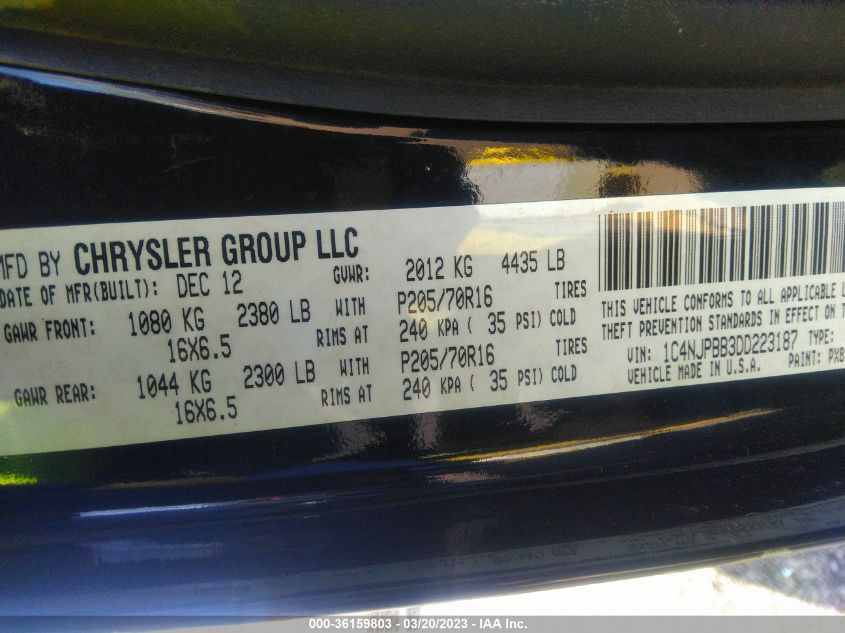 MFD BY CHRYSLER GROUP LLC
DATE OF MFR(BUILT): DEC 12 GVWR: 2012 KG 4435 LB
GAWR FRONT: 1080 KG 2380 LB WITH P205/70R16 TIRES
16X6.5 RIMS AT 240 KPA ( 35 PSI) COLD
GAWR REAR: 1044 KG 2300 LB WITH P205/70R16 TIRES
16X6.5 RIMS AT 240 KPA ( 35 PSI) COLD
THIS VEHICLE CONFORMS TO ALL APPLICABLE
THEFT PREVENTION STANDARDS IN EFFECT ON
VIN: 1C4NJPBB3DD223187 TYPE:
VEHICLE MADE IN U.S.A. PAINT: PX8
000-36159803 - 03/20/2023 - IAA Inc.